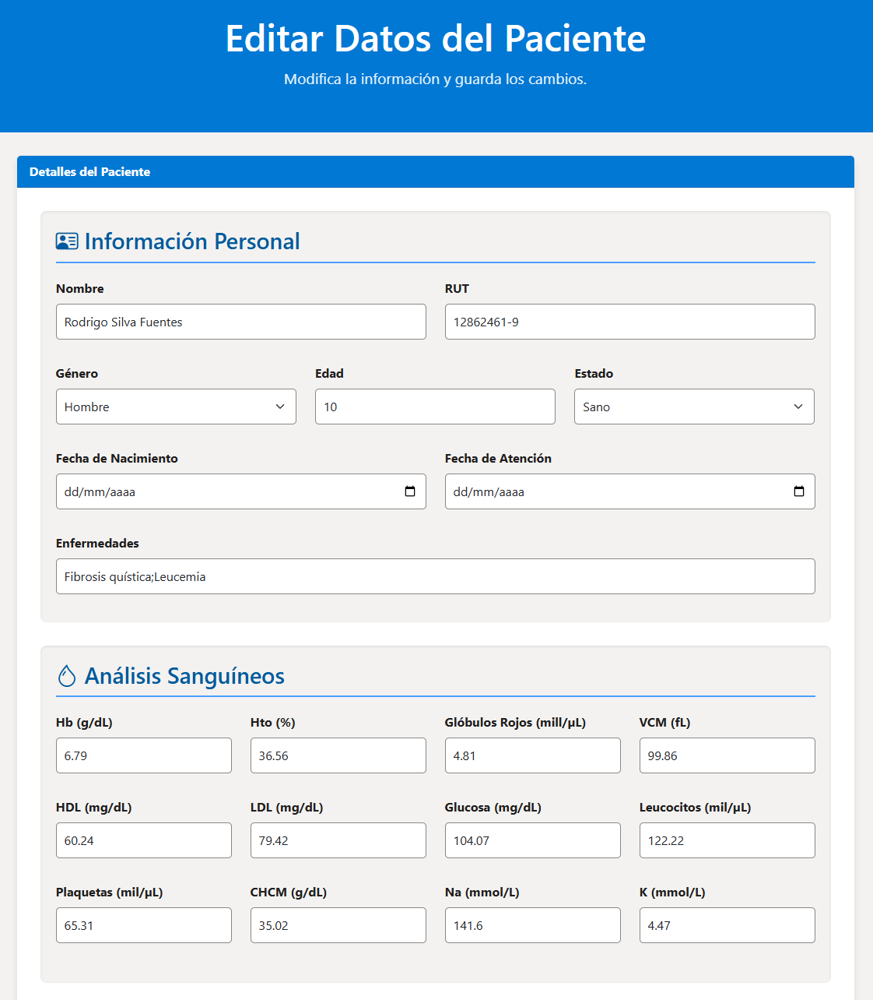 Editar Datos del Paciente
Modifica la información y guarda los cambios.
Detalles del Paciente
Información Personal
Nombre RUT
Rodrigo Silva Fuentes 12862461-9
Género Edad Estado
Hombre 10 Sano
Fecha de Nacimiento Fecha de Atención
dd/mm/aaaa dd/mm/aaaa
Enfermedades
Fibrosis quística;Leucemia
Análisis Sanguíneos
Hb (g/dL) Hto (%) Glóbulos Rojos (mill/µL) VCM (fL)
6.79 36.56 4.81 99.86
HDL (mg/dL) LDL (mg/dL) Glucosa (mg/dL) Leucocitos (mil/µL)
60.24 79.42 104.07 122.22
Plaquetas (mil/µL) CHCM (g/dL) Na (mmol/L) K (mmol/L)
65.31 35.02 141.6 4.47